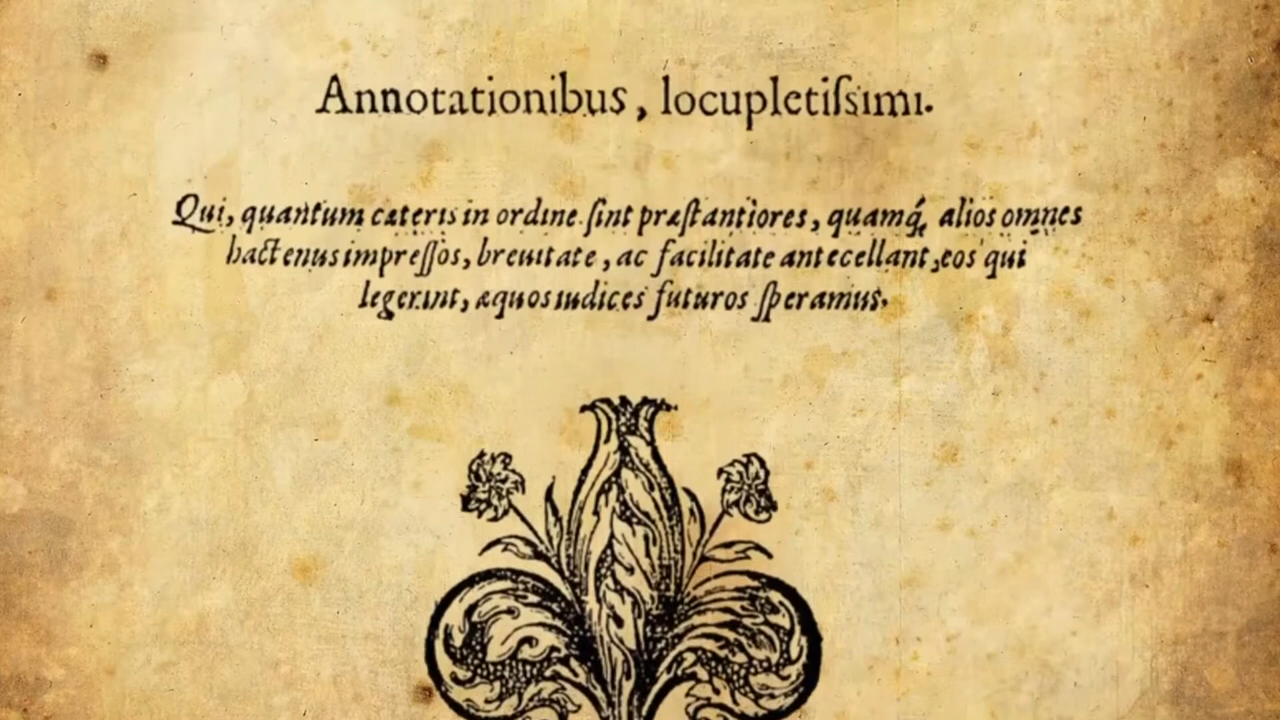 Annotationibus, locupletiſsimi.
Qui, quantum cæteris in ordine ſint præſtantiores, quamq́; alios omnes
hactenus impreſſos, breuitate, ac facilitate antecellant, eos qui
legerint, æquos iudices futuros ſperamus.